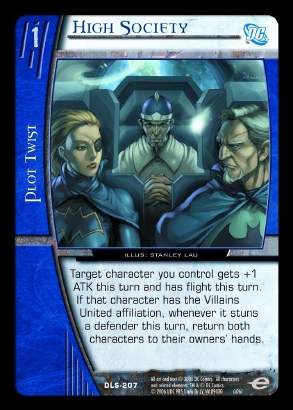 1
HIGH SOCIETY
DC
PLOT TWIST
ILLUS: STANLEY LAU
Target character you control gets +1
ATK this turn and has flight this turn.
If that character has the Villains
United affiliation, whenever it stuns
a defender this turn, return both
characters to their owners' hands.
DLS-207